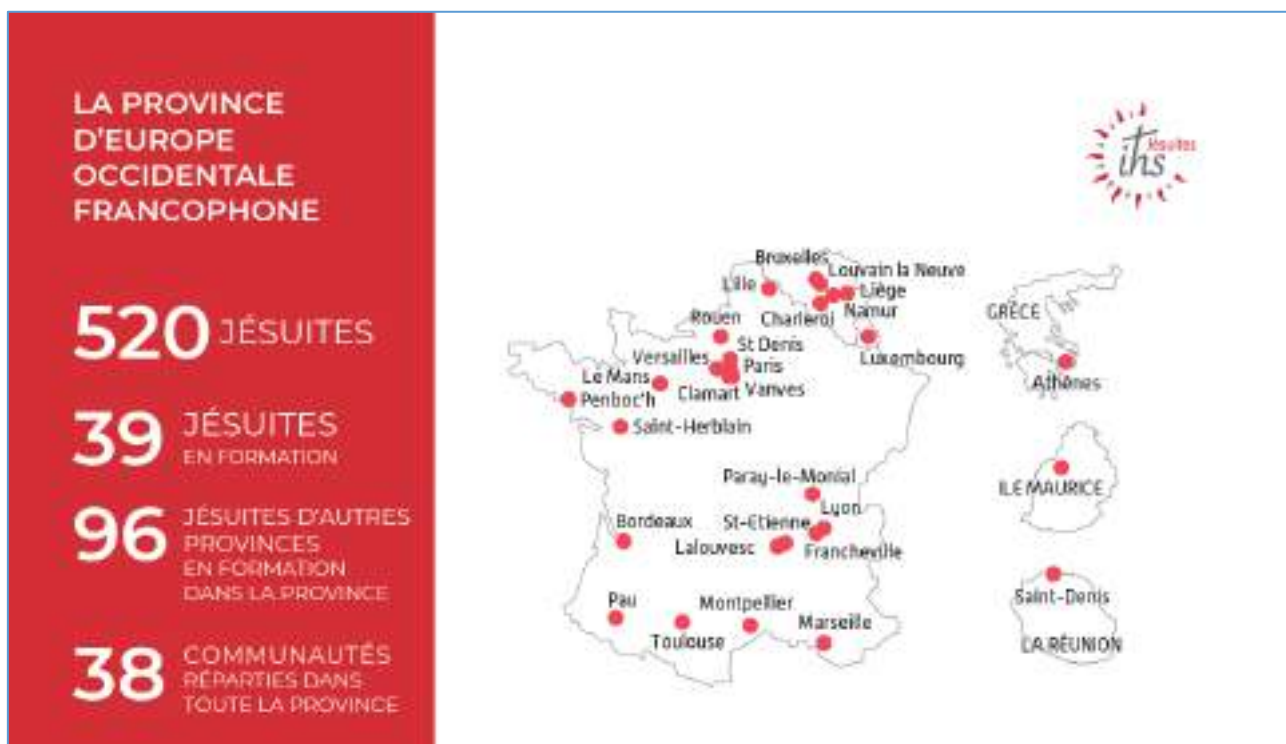 LA PROVINCE
D'EUROPE
OCCIDENTALE
FRANCOPHONE
520 JÉSUITES
39 JÉSUITES
EN FORMATION
96 JÉSUITES D'AUTRES
PROVINCES
EN FORMATION
DANS LA PROVINCE
38 COMMUNAUTÉS
RÉPARTIES DANS
TOUTE LA PROVINCE
Jésuites
ihs
Bruxelles
Louvain la Neuve
Lille
Liège
Namur
Charleroi
Rouen
Luxembourg
St Denis
Versailles
Paris
Le Mans
Clamart
Vanves
Penboc'h
Saint-Herblain
Paray-le-Monial
Lyon
Bordeaux
St-Etienne
Lalouvesc
Francheville
Pau
Montpellier
Marseille
Toulouse
GRÈCE
Athènes
ILE MAURICE
Saint-Denis
LA RÉUNION